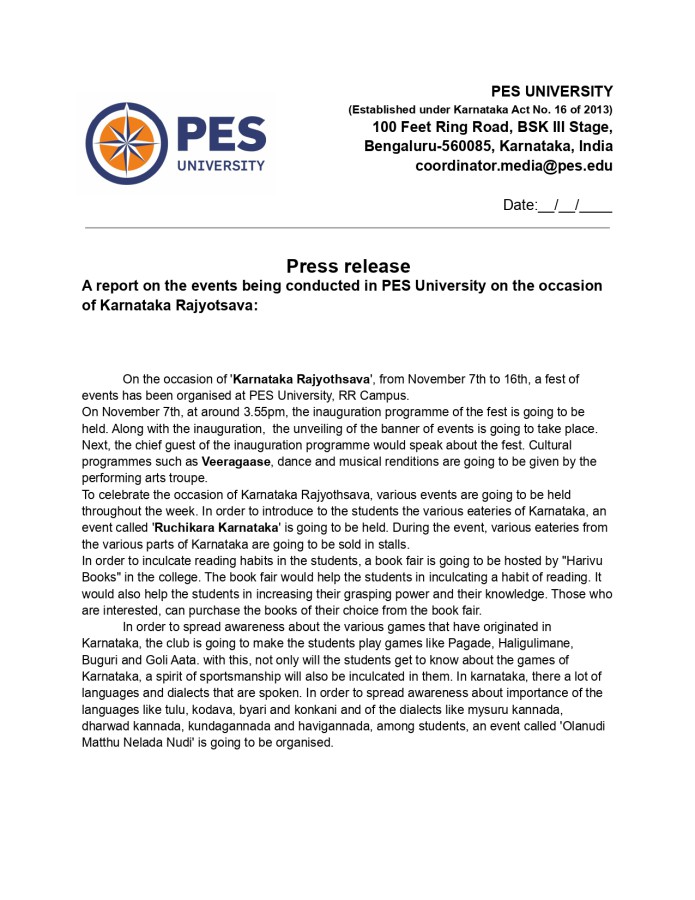 PES
UNIVERSITY
PES UNIVERSITY
(Established under Karnataka Act No. 16 of 2013)
100 Feet Ring Road, BSK III Stage,
Bengaluru-560085, Karnataka, India
coordinator.media@pes.edu
Date:__/__/____
Press release
A report on the events being conducted in PES University on the occasion
of Karnataka Rajyotsava:
On the occasion of 'Karnataka Rajyothsava', from November 7th to 16th, a fest of
events has been organised at PES University, RR Campus.
On November 7th, at around 3.55pm, the inauguration programme of the fest is going to be
held. Along with the inauguration,  the unveiling of the banner of events is going to take place.
Next, the chief guest of the inauguration programme would speak about the fest. Cultural
programmes such as Veeragaase, dance and musical renditions are going to be given by the
performing arts troupe.
To celebrate the occasion of Karnataka Rajyothsava, various events are going to be held
throughout the week. In order to introduce to the students the various eateries of Karnataka, an
event called 'Ruchikara Karnataka' is going to be held. During the event, various eateries from
the various parts of Karnataka are going to be sold in stalls.
In order to inculcate reading habits in the students, a book fair is going to be hosted by "Harivu
Books" in the college. The book fair would help the students in inculcating a habit of reading. It
would also help the students in increasing their grasping power and their knowledge. Those who
are interested, can purchase the books of their choice from the book fair.
In order to spread awareness about the various games that have originated in
Karnataka, the club is going to make the students play games like Pagade, Haligulimane,
Buguri and Goli Aata. with this, not only will the students get to know about the games of
Karnataka, a spirit of sportsmanship will also be inculcated in them. In karnataka, there a lot of
languages and dialects that are spoken. In order to spread awareness about importance of the
languages like tulu, kodava, byari and konkani and of the dialects like mysuru kannada,
dharwad kannada, kundagannada and havigannada, among students, an event called 'Olanudi
Matthu Nelada Nudi' is going to be organised.